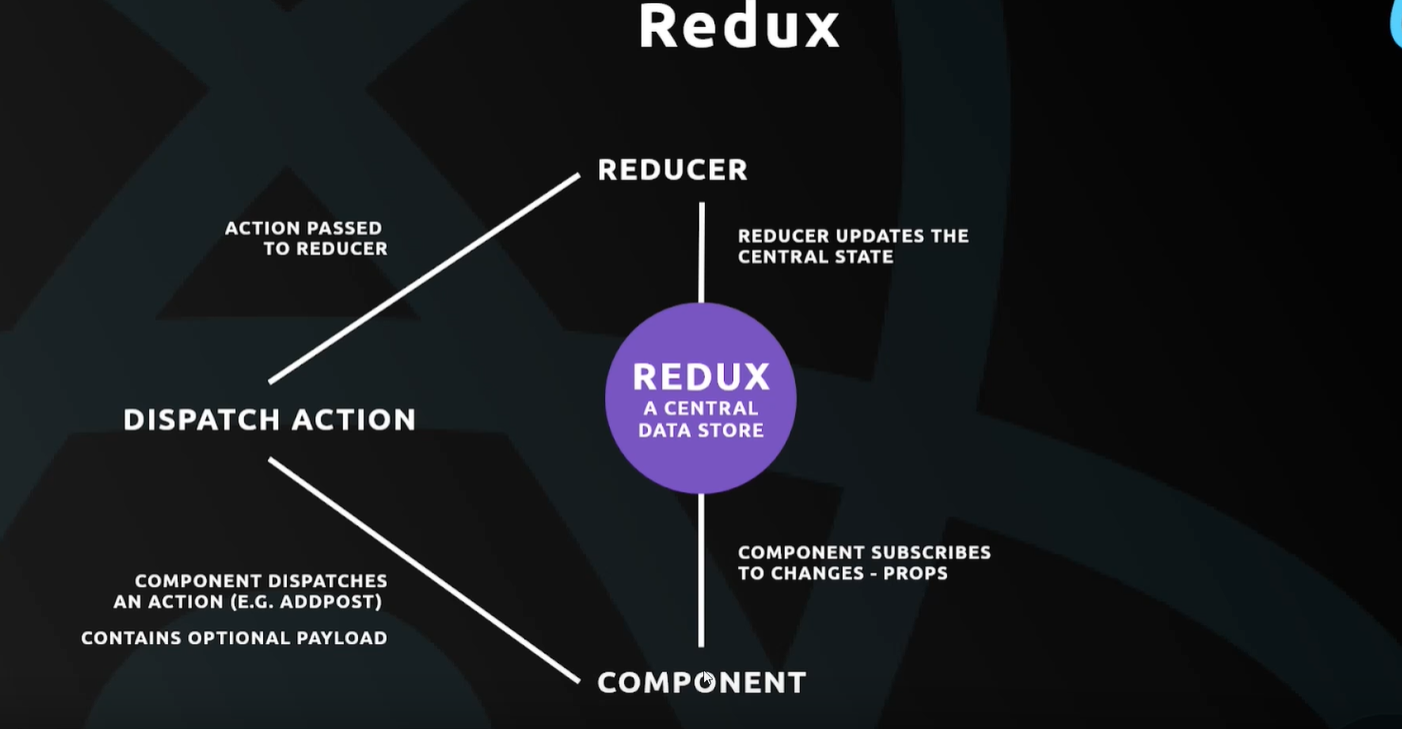 Redux
REDUCER
ACTION PASSED
TO REDUCER
REDUCER UPDATES THE
CENTRAL STATE
REDUX
A CENTRAL
DATA STORE
DISPATCH ACTION
COMPONENT SUBSCRIBES
TO CHANGES - PROPS
COMPONENT DISPATCHES
AN ACTION (E.G. ADDPOST)
CONTAINS OPTIONAL PAYLOAD
COMPONENT